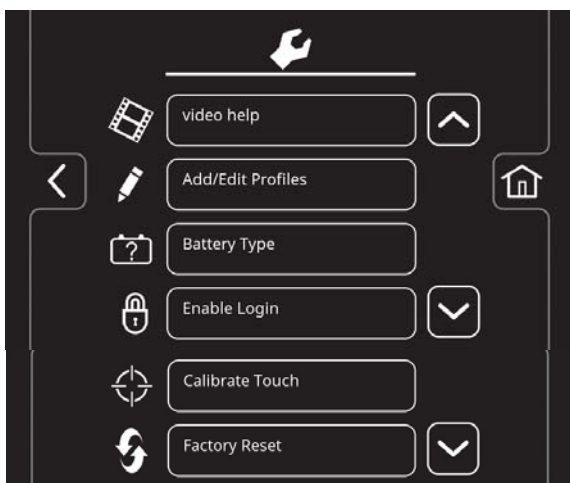 video help
Add/Edit Profiles
?
Battery Type
Enable Login
Calibrate Touch
Factory Reset